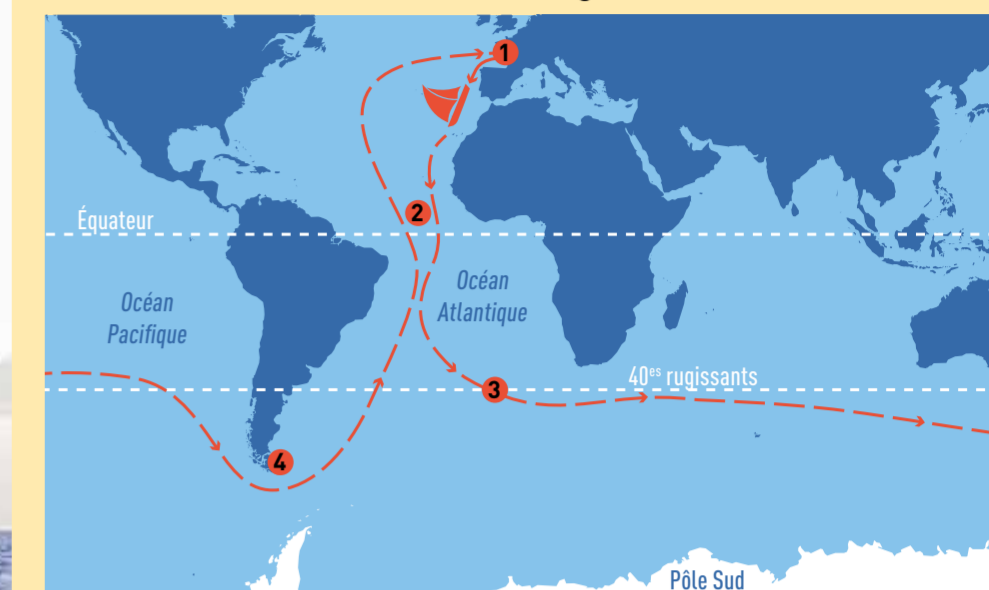 1
2
Équateur
Océan
Atlantique
Océan
Pacifique
40es rugissants
3
4
Pôle Sud